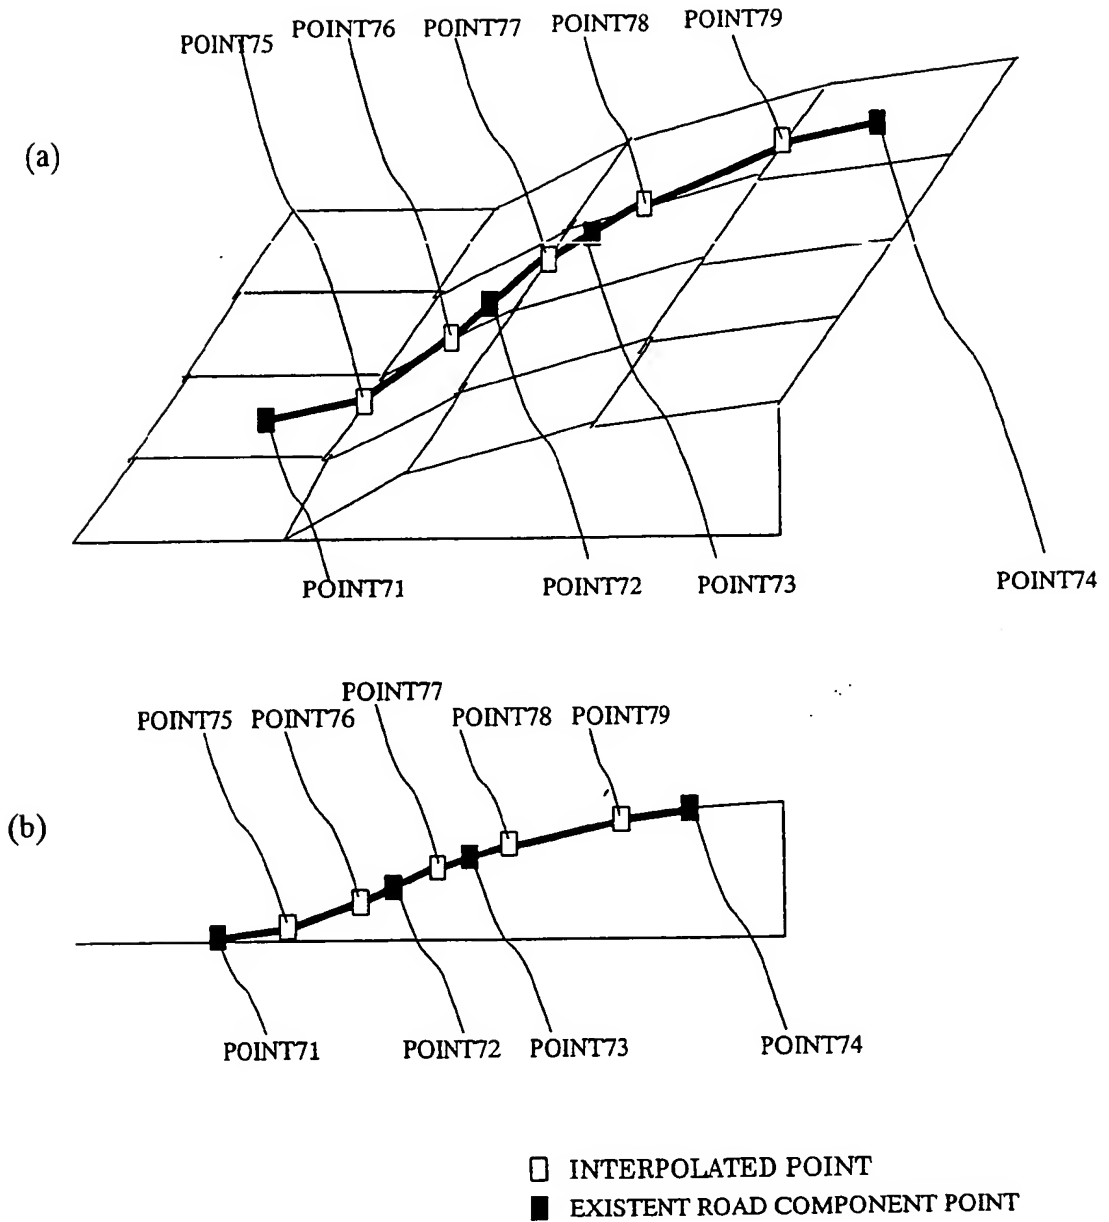 POINT75 POINT76 POINT77 POINT78 POINT79
(a)
POINT71 POINT72 POINT73 POINT74
POINT77
POINT75 POINT76 POINT78 POINT79
(b)
POINT71 POINT72 POINT73 POINT74
INTERPOLATED POINT
EXISTENT ROAD COMPONENT POINT